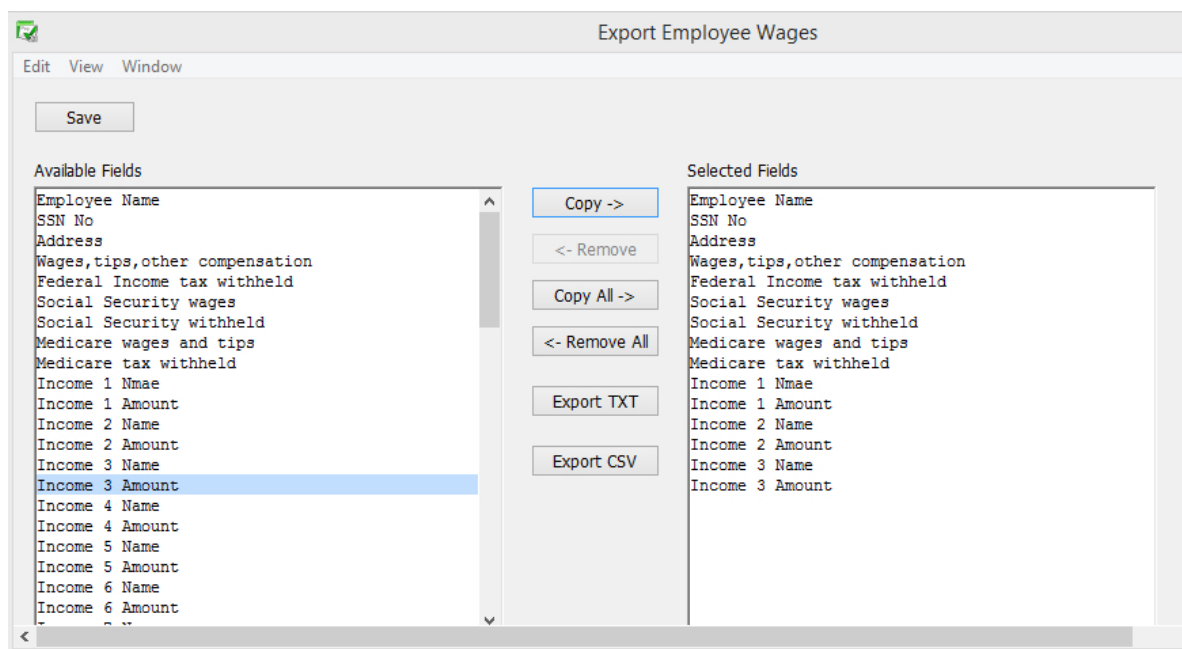 Export Employee Wages
Edit View Window
Save
Available Fields
Employee Name
SSN No
Address
Wages,tips,other compensation
Federal Income tax withheld
Social Security wages
Social Security withheld
Medicare wages and tips
Medicare tax withheld
Income 1 Nmae
Income 1 Amount
Income 2 Name
Income 2 Amount
Income 3 Name
Income 3 Amount
Income 4 Name
Income 4 Amount
Income 5 Name
Income 5 Amount
Income 6 Name
Income 6 Amount
Copy ->
<- Remove
Copy All ->
<- Remove All
Export TXT
Export CSV
Selected Fields
Employee Name
SSN No
Address
Wages,tips,other compensation
Federal Income tax withheld
Social Security wages
Social Security withheld
Medicare wages and tips
Medicare tax withheld
Income 1 Nmae
Income 1 Amount
Income 2 Name
Income 2 Amount
Income 3 Name
Income 3 Amount